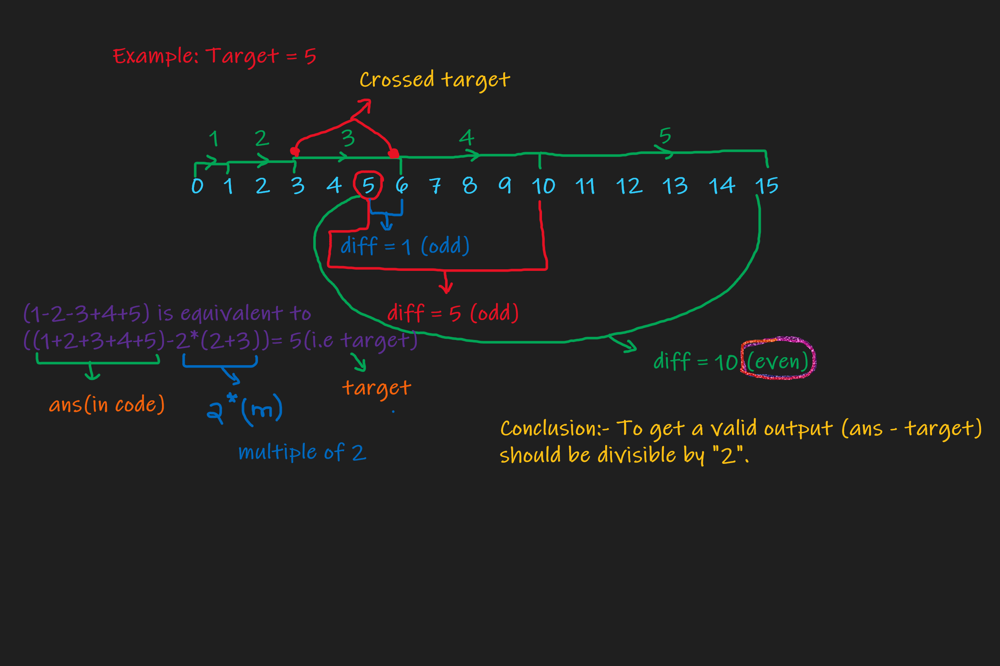 Example: Target = 5
Crossed target
1 2 3 4 5
0 1 2 3 4 5 6 7 8 9 10 11 12 13 14 15
diff = 1 (odd)
diff = 5 (odd)
(1-2-3+4+5) is equivalent to
((1+2+3+4+5)-2*(2+3))= 5(i.e target)
diff = 10 (even)
target
ans(in code)
2*(m)
multiple of 2
Conclusion:- To get a valid output (ans - target)
should be divisible by "2".